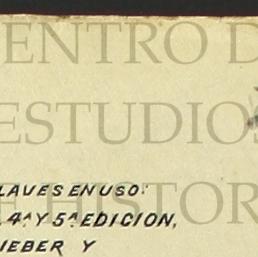 ENTRO D
ESTUDIO
LAVES EN USO:
E HISTOR
4ª Y 5ª EDICION,
IEBER Y